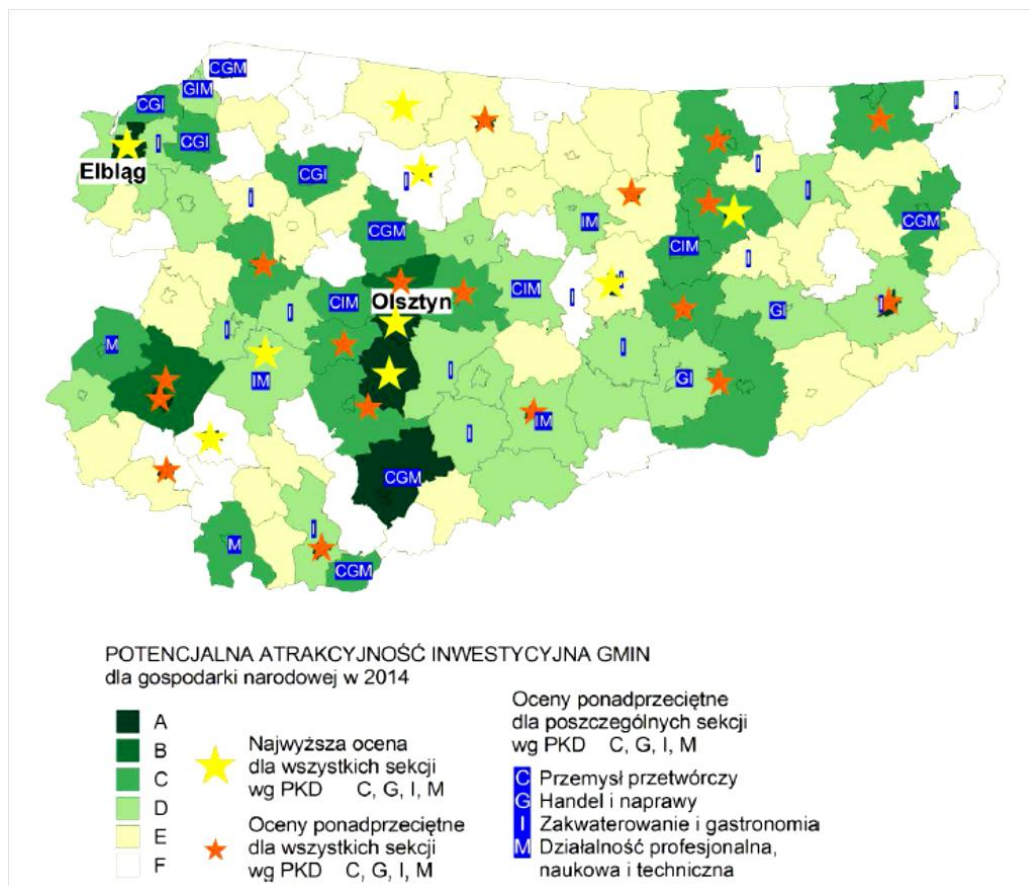 CGM
GIM
CGI
I
CGI
Elbląg
CGI
I
I
I
I
I
IM
CGM
CGM
CIM
I
CIM
Olsztyn
CIM
I
I
I
GI
I
M
I
IM
I
I
GI
I
IM
CGM
I
M
CGM
POTENCJALNA ATRAKCYJNOŚĆ INWESTYCYJNA GMIN
dla gospodarki narodowej w 2014
A
B
C
D
E
F
Najwyższa ocena
dla wszystkich sekcji
wg PKD C, G, I, M
Oceny ponadprzeciętne
dla wszystkich sekcji
wg PKD C, G, I, M
Oceny ponadprzeciętne
dla poszczególnych sekcji
wg PKD C, G, I, M
C Przemysł przetwórczy
G Handel i naprawy
I Zakwaterowanie i gastronomia
M Działalność profesjonalna,
naukowa i techniczna